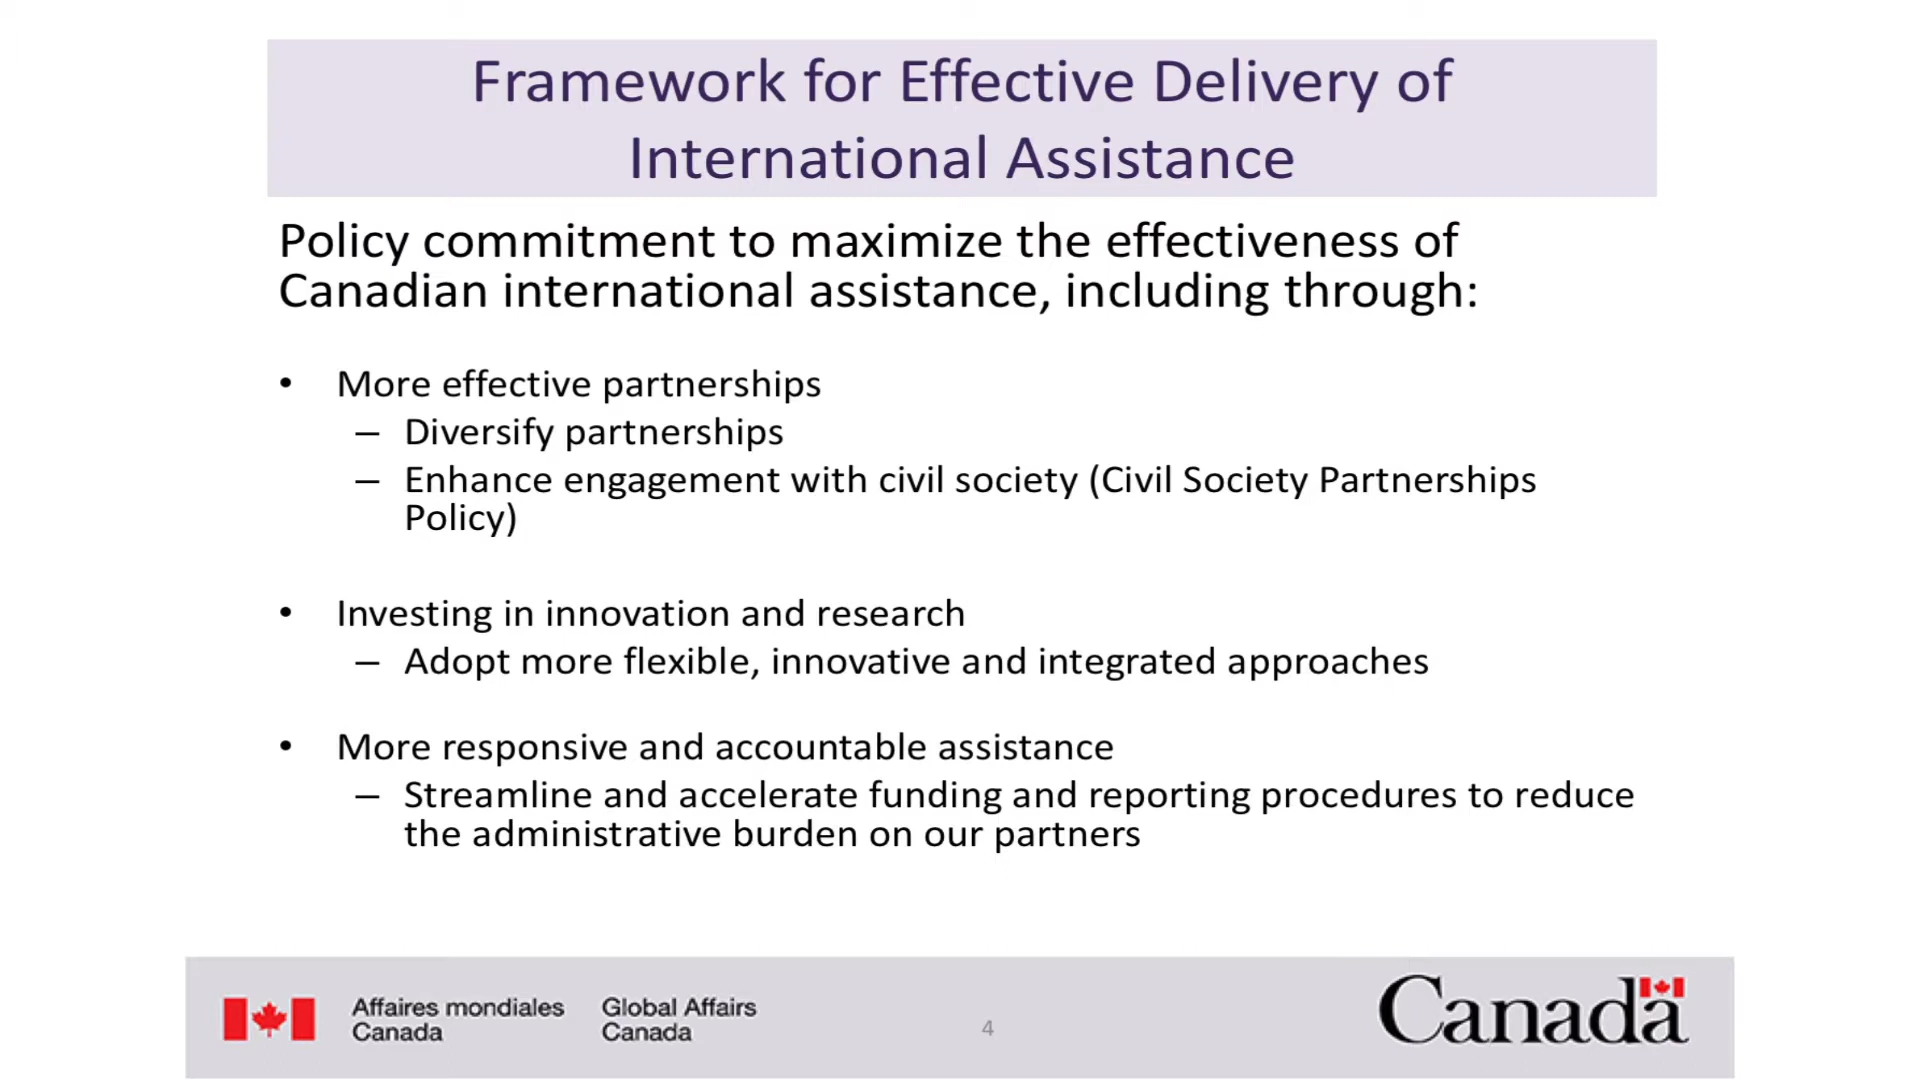 Framework for Effective Delivery of
International Assistance
Policy commitment to maximize the effectiveness of
Canadian international assistance, including through:
• More effective partnerships
– Diversify partnerships
– Enhance engagement with civil society (Civil Society Partnerships
Policy)
• Investing in innovation and research
– Adopt more flexible, innovative and integrated approaches
• More responsive and accountable assistance
– Streamline and accelerate funding and reporting procedures to reduce
the administrative burden on our partners
Affaires mondiales
Canada
Global Affairs
Canada
4
Canada